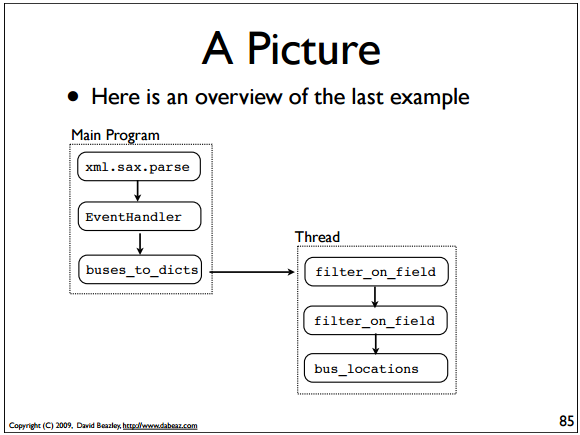 A Picture
• Here is an overview of the last example
Main Program
xml.sax.parse
EventHandler
buses_to_dicts
Thread
filter_on_field
filter_on_field
bus_locations
Copyright (C) 2009, David Beazley, http://www.dabeaz.com
85